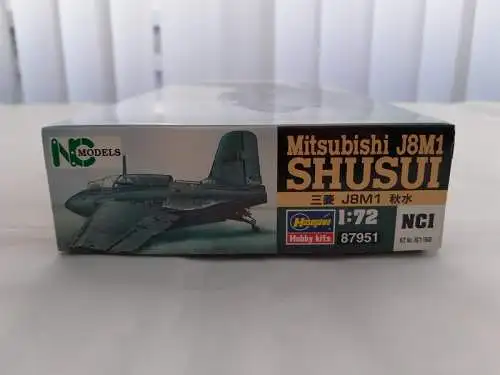 NC MODELS
Mitsubishi J8M1
SHUSUI
三菱 J8M1 秋水
Hasegawa
Hobby kits
1:72
87951
NC1